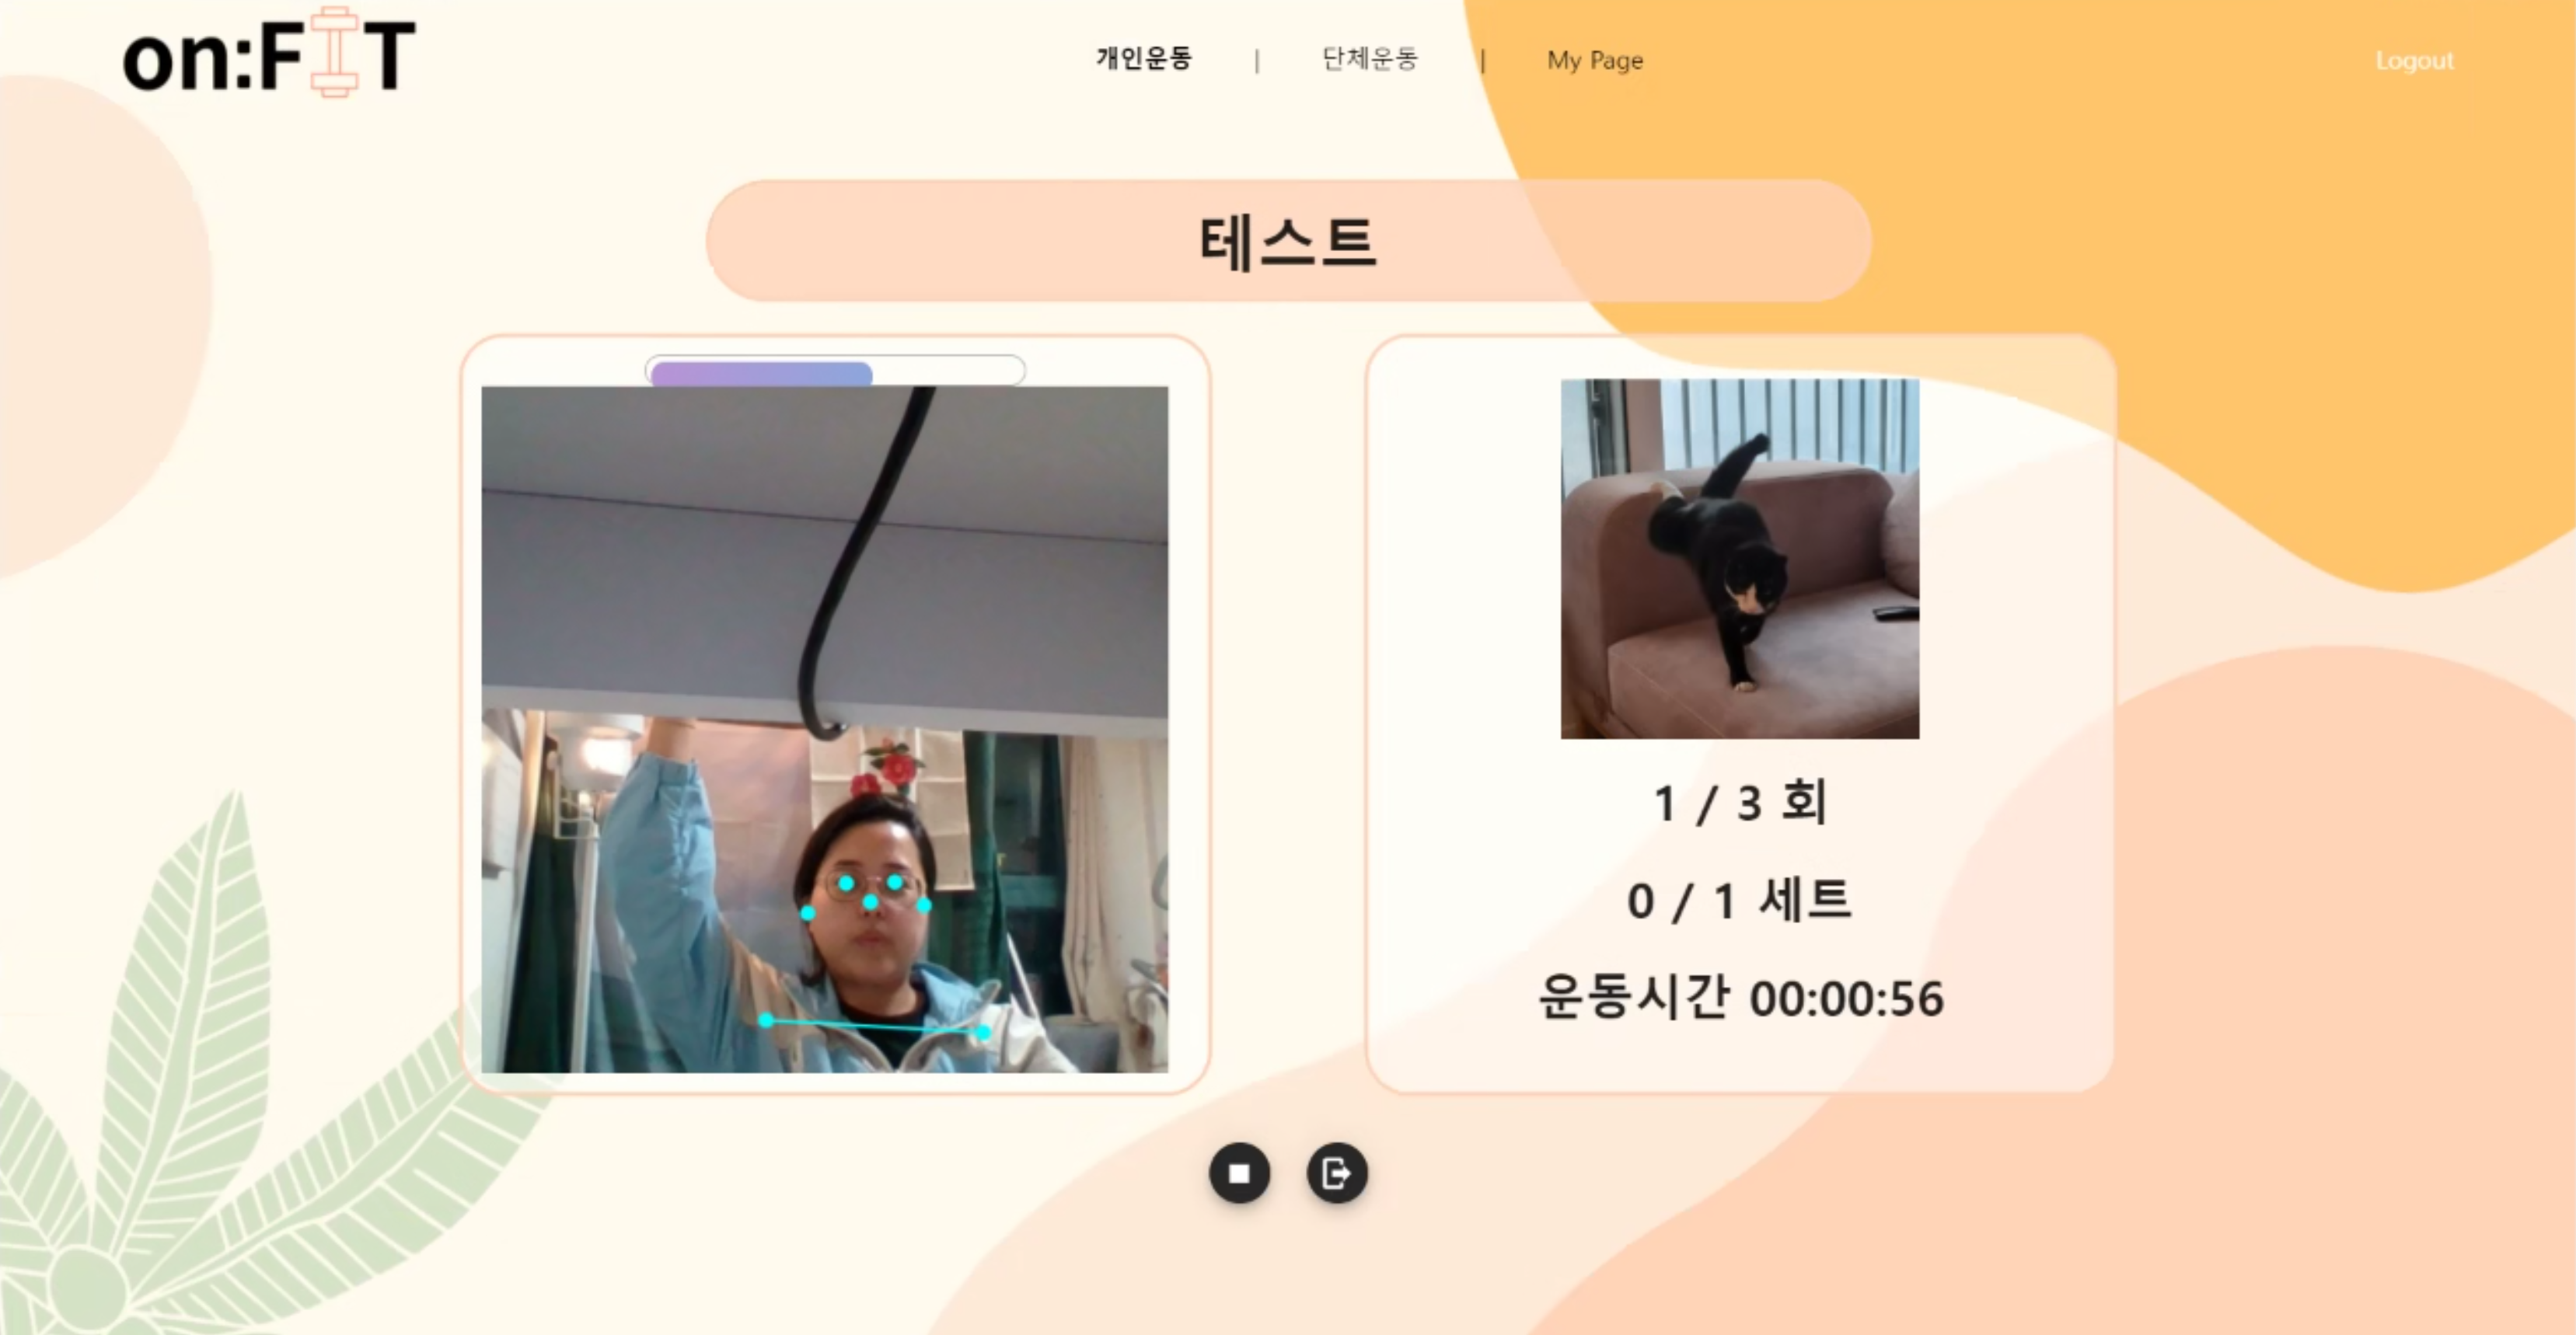 on:FIT
개인운동 | 단체운동 | My Page
Logout
테스트
1 / 3 회
0 / 1 세트
운동시간 00:00:56